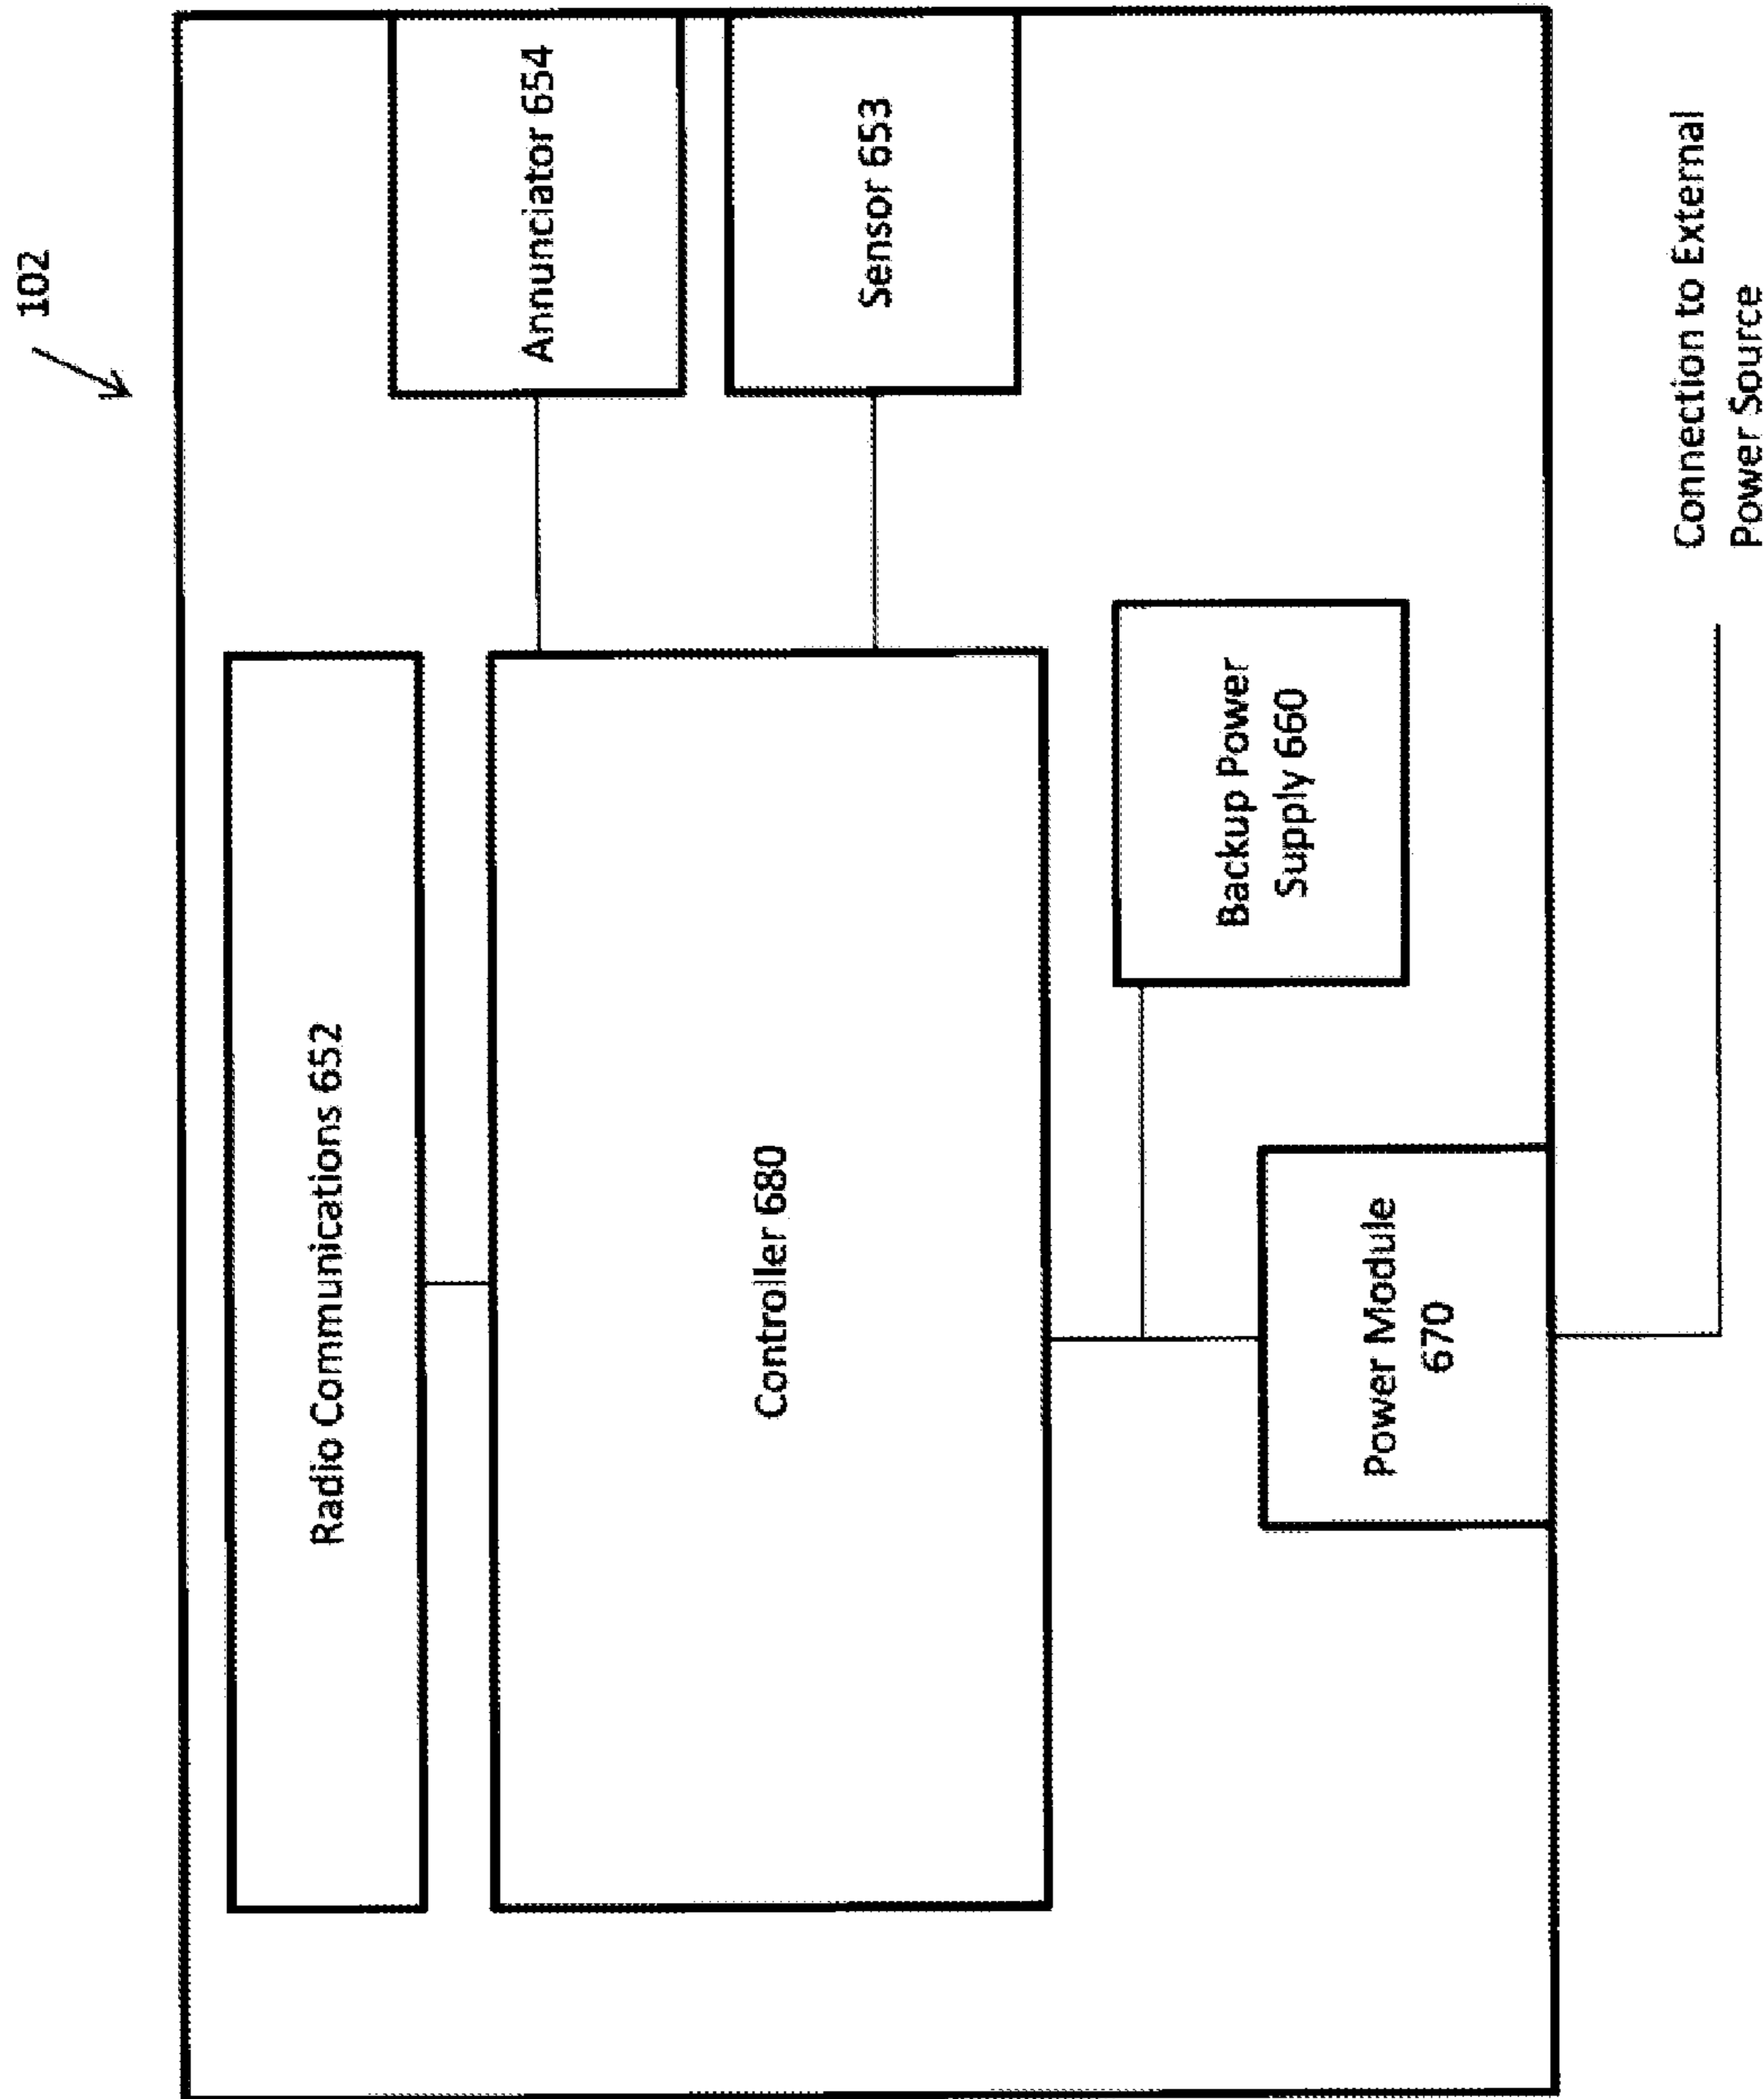 102
Radio Communications 652
Annunciator 654
Controller 680
Sensor 653
Backup Power
Supply 660
Power Module
670
Connection to External
Power Source